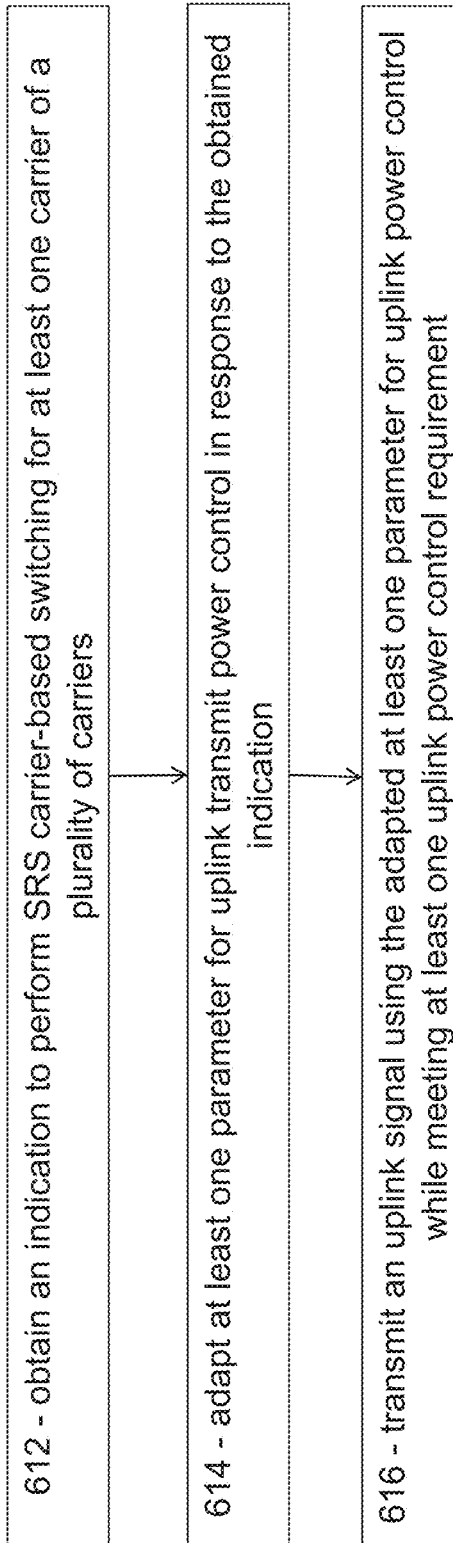 612 - obtain an indication to perform SRS carrier-based switching for at least one carrier of a
plurality of carriers
614 - adapt at least one parameter for uplink transmit power control in response to the obtained
indication
616 - transmit an uplink signal using the adapted at least one parameter for uplink power control
while meeting at least one uplink power control requirement